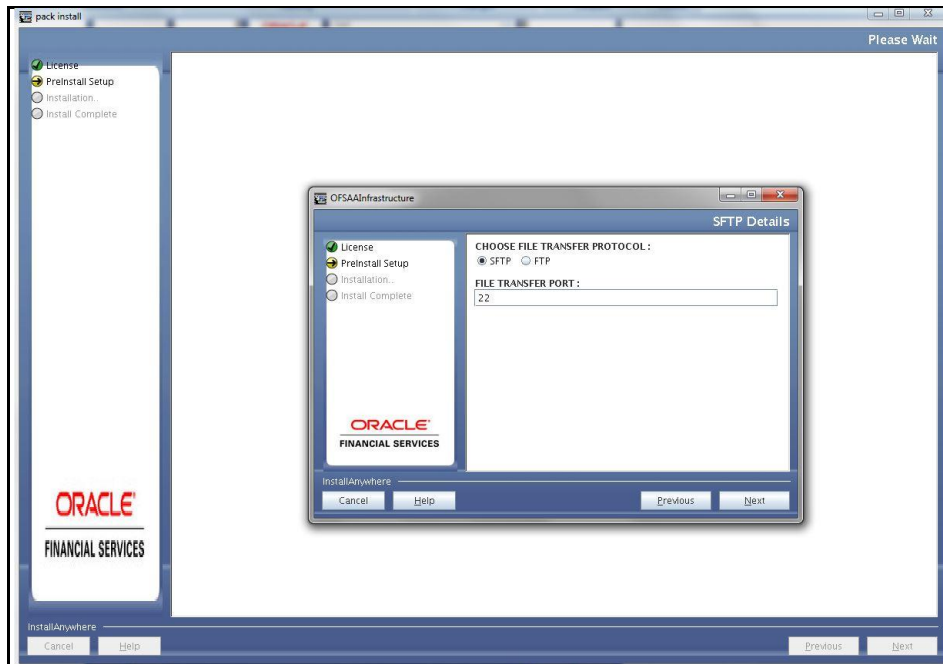 pack install
Please Wait
License
PreInstall Setup
Installation..
Install Complete
OFSAAInfrastructure
SFTP Details
License
PreInstall Setup
Installation..
Install Complete
CHOOSE FILE TRANSFER PROTOCOL :
SFTP FTP
FILE TRANSFER PORT :
22
ORACLE®
FINANCIAL SERVICES
InstallAnywhere
Cancel Help Previous Next
ORACLE®
FINANCIAL SERVICES
InstallAnywhere
Cancel Help Previous Next